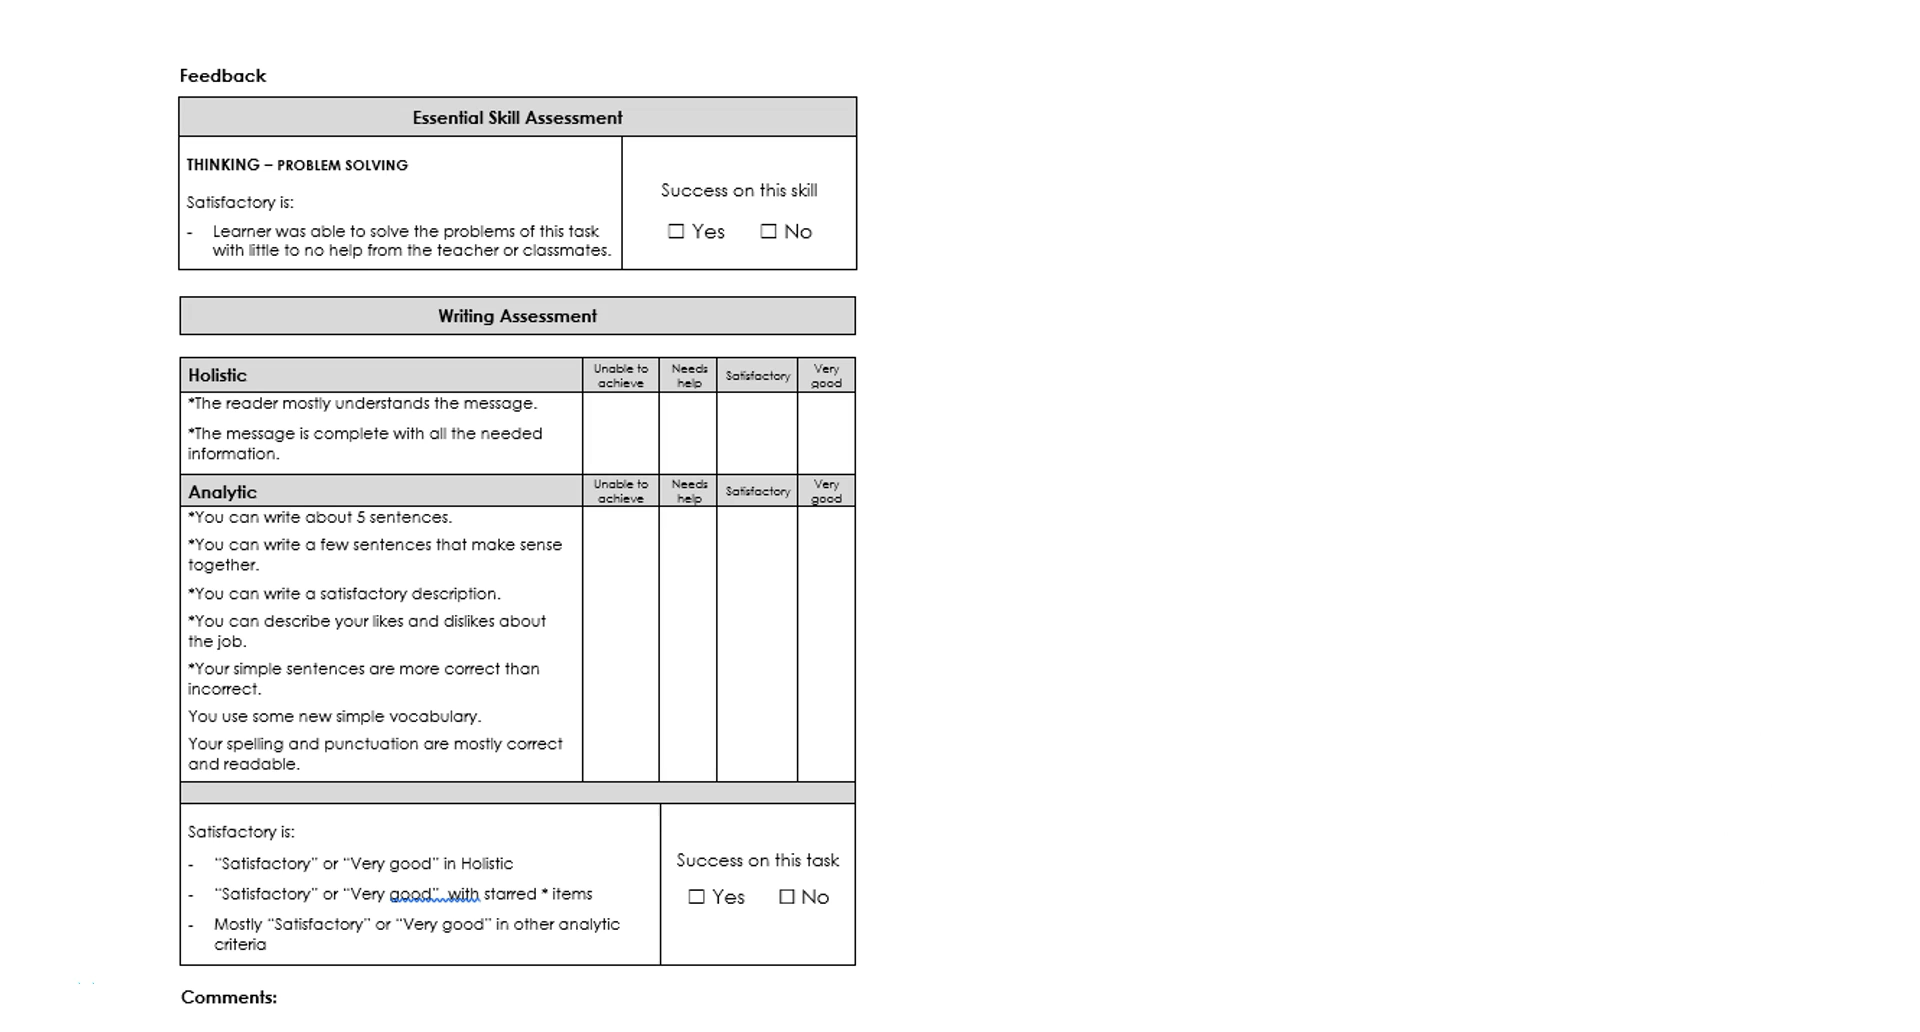 Feedback
Essential Skill Assessment
THINKING – PROBLEM SOLVING
Satisfactory is:
- Learner was able to solve the problems of this task
with little to no help from the teacher or classmates.
Success on this skill
☐ Yes ☐ No
Writing Assessment
Holistic
Unable to
achieve
Needs
help
Satisfactory
Very
good
*The reader mostly understands the message.
*The message is complete with all the needed
information.
Analytic
Unable to
achieve
Needs
help
Satisfactory
Very
good
*You can write about 5 sentences.
*You can write a few sentences that make sense
together.
*You can write a satisfactory description.
*You can describe your likes and dislikes about
the job.
*Your simple sentences are more correct than
incorrect.
You use some new simple vocabulary.
Your spelling and punctuation are mostly correct
and readable.
Satisfactory is:
- “Satisfactory” or “Very good” in Holistic
- “Satisfactory” or “Very good”  with starred * items
- Mostly “Satisfactory” or “Very good” in other analytic
criteria
Success on this task
☐ Yes ☐ No
Comments: